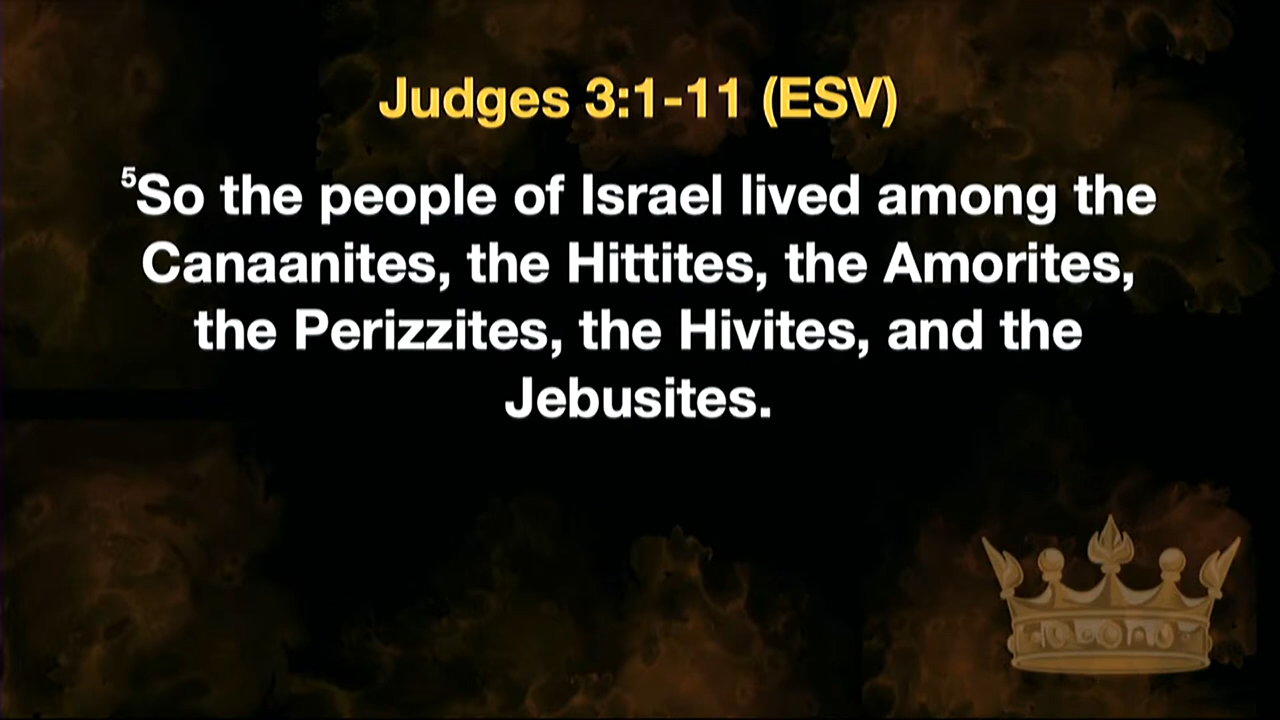 Judges 3:1-11 (ESV)
⁵So the people of Israel lived among the
Canaanites, the Hittites, the Amorites,
the Perizzites, the Hivites, and the
Jebusites.